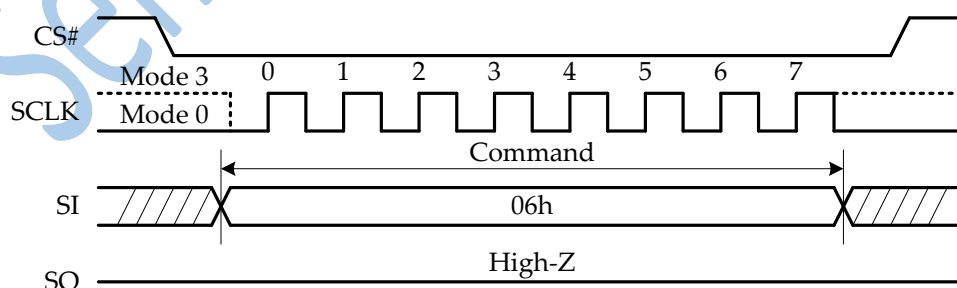 CS#
Mode 3 0 1 2 3 4 5 6 7
SCLK Mode 0
Command
SI 06h
High-Z
SO